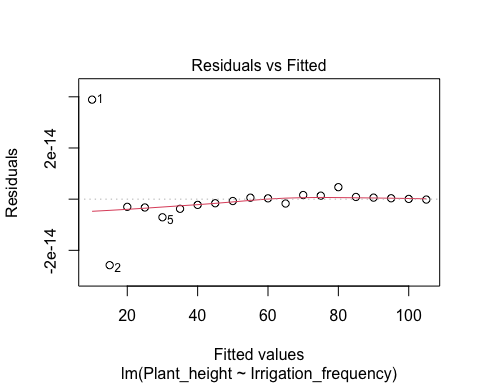 Residuals vs Fitted
Residuals
2e-14
-2e-14
1
2
5
20 40 60 80 100
Fitted values
lm(Plant_height ~ Irrigation_frequency)